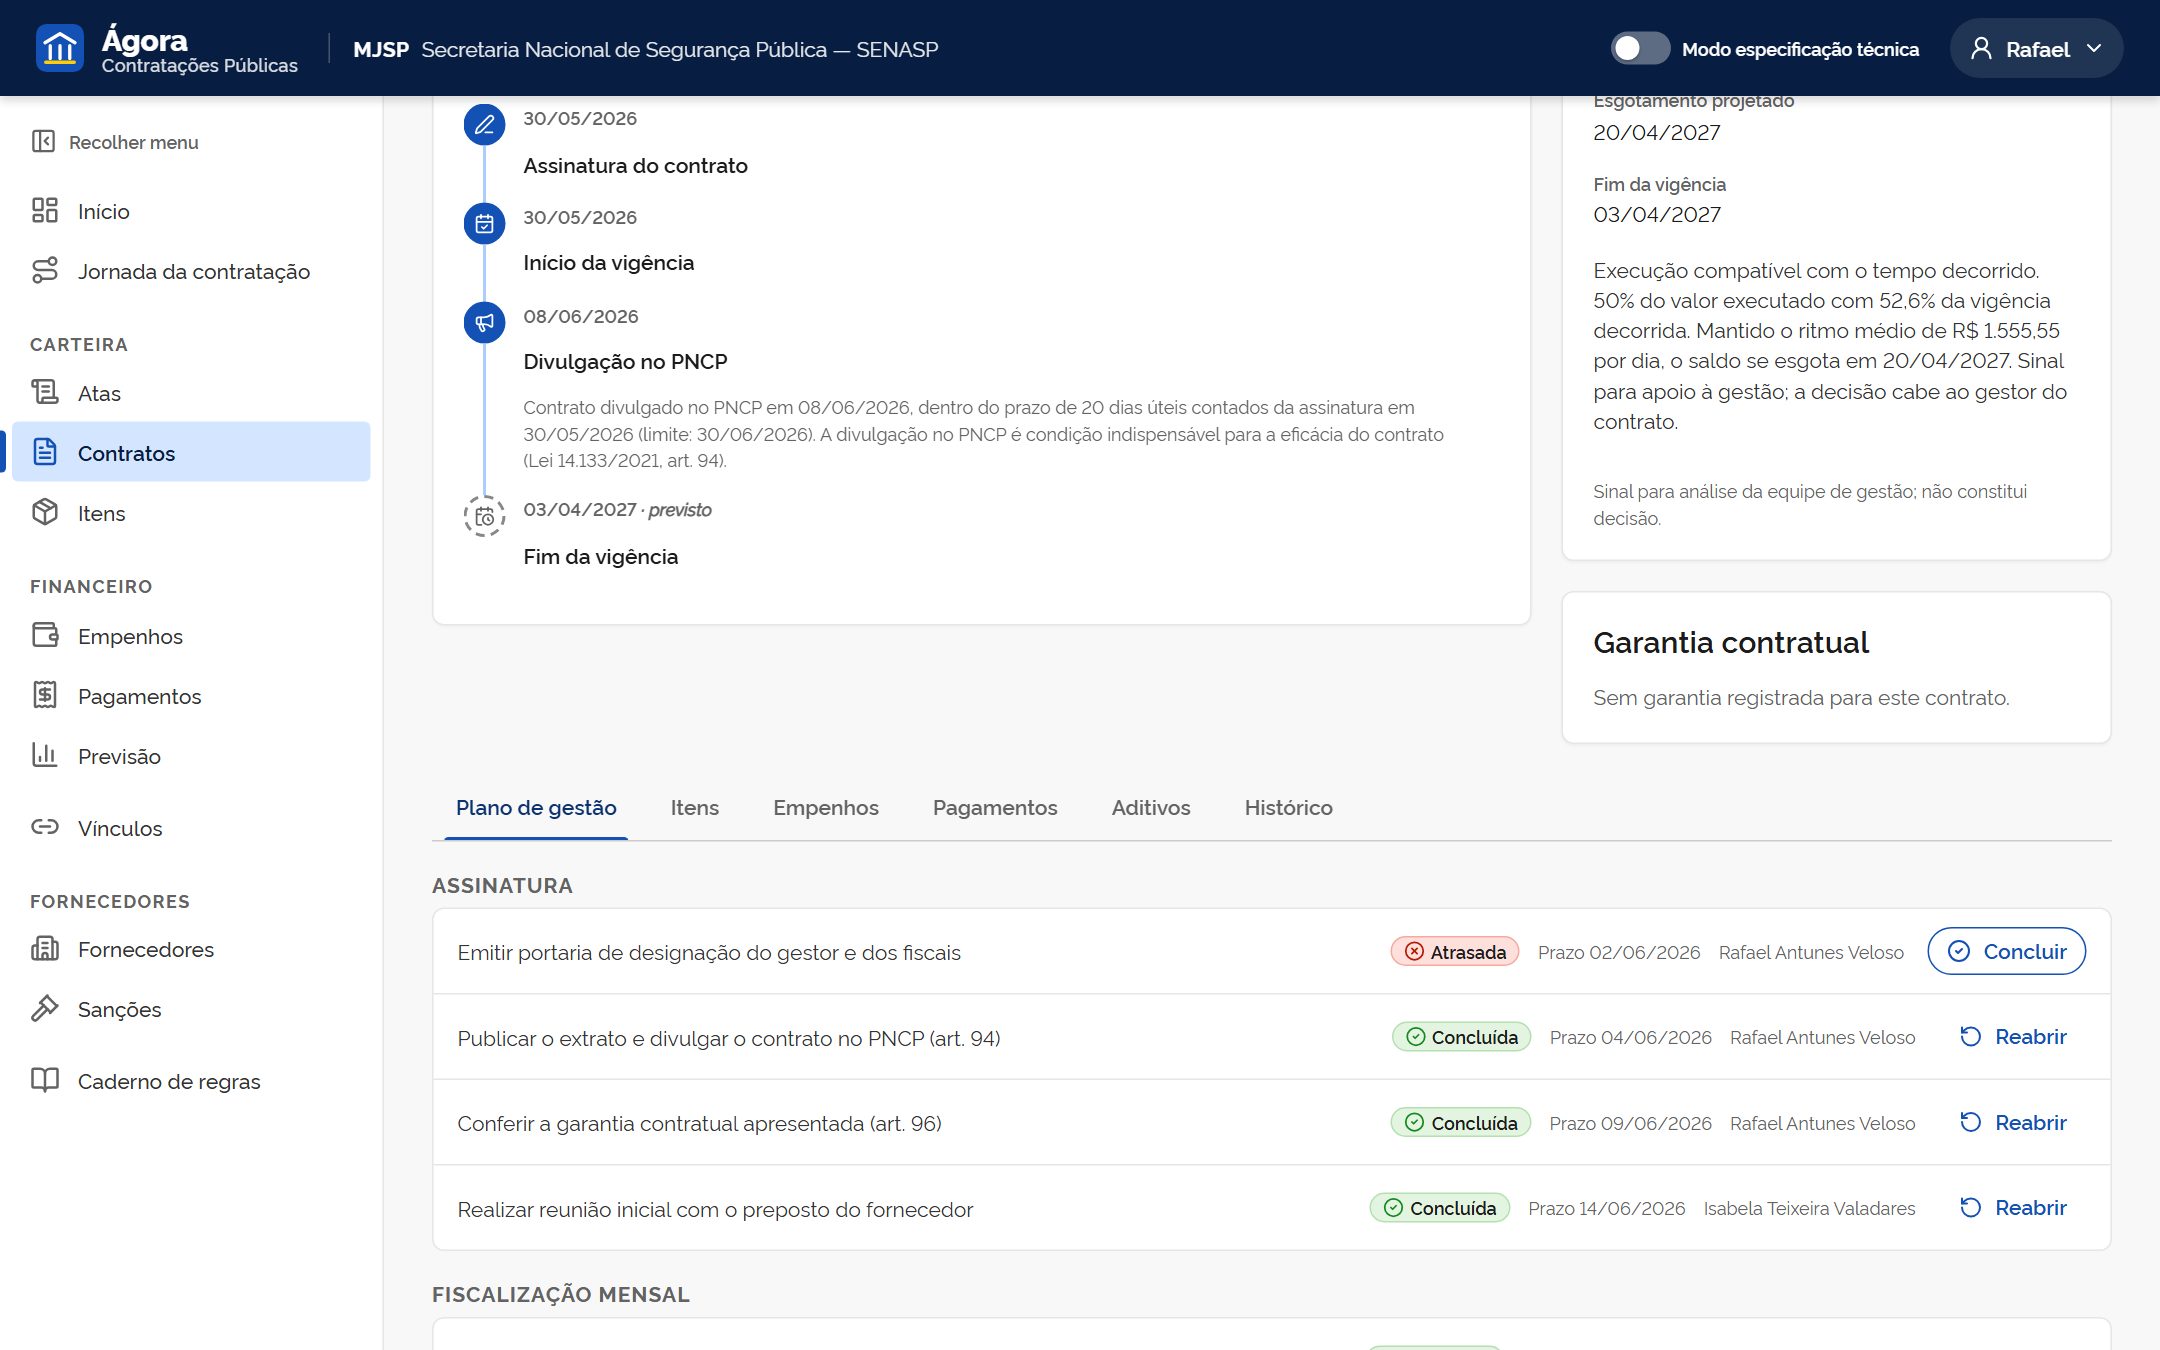 Ágora
Contratações Públicas
MJSP Secretaria Nacional de Segurança Pública — SENASP
Modo especificação técnica
Rafael
Recolher menu
Início
Jornada da contratação
CARTEIRA
Atas
Contratos
Itens
FINANCEIRO
Empenhos
Pagamentos
Previsão
Vínculos
FORNECEDORES
Fornecedores
Sanções
Caderno de regras
30/05/2026
Assinatura do contrato
30/05/2026
Início da vigência
08/06/2026
Divulgação no PNCP
Contrato divulgado no PNCP em 08/06/2026, dentro do prazo de 20 dias úteis contados da assinatura em
30/05/2026 (limite: 30/06/2026). A divulgação no PNCP é condição indispensável para a eficácia do contrato
(Lei 14.133/2021, art. 94).
03/04/2027 · previsto
Fim da vigência
Esgotamento projetado
20/04/2027
Fim da vigência
03/04/2027
Execução compatível com o tempo decorrido.
50% do valor executado com 52,6% da vigência
decorrida. Mantido o ritmo médio de R$ 1.555,55
por dia, o saldo se esgota em 20/04/2027. Sinal
para apoio à gestão; a decisão cabe ao gestor do
contrato.
Sinal para análise da equipe de gestão; não constitui
decisão.
Garantia contratual
Sem garantia registrada para este contrato.
Plano de gestão Itens Empenhos Pagamentos Aditivos Histórico
ASSINATURA
Emitir portaria de designação do gestor e dos fiscais Atrasada Prazo 02/06/2026 Rafael Antunes Veloso Concluir
Publicar o extrato e divulgar o contrato no PNCP (art. 94) Concluída Prazo 04/06/2026 Rafael Antunes Veloso Reabrir
Conferir a garantia contratual apresentada (art. 96) Concluída Prazo 09/06/2026 Rafael Antunes Veloso Reabrir
Realizar reunião inicial com o preposto do fornecedor Concluída Prazo 14/06/2026 Isabela Teixeira Valadares Reabrir
FISCALIZAÇÃO MENSAL